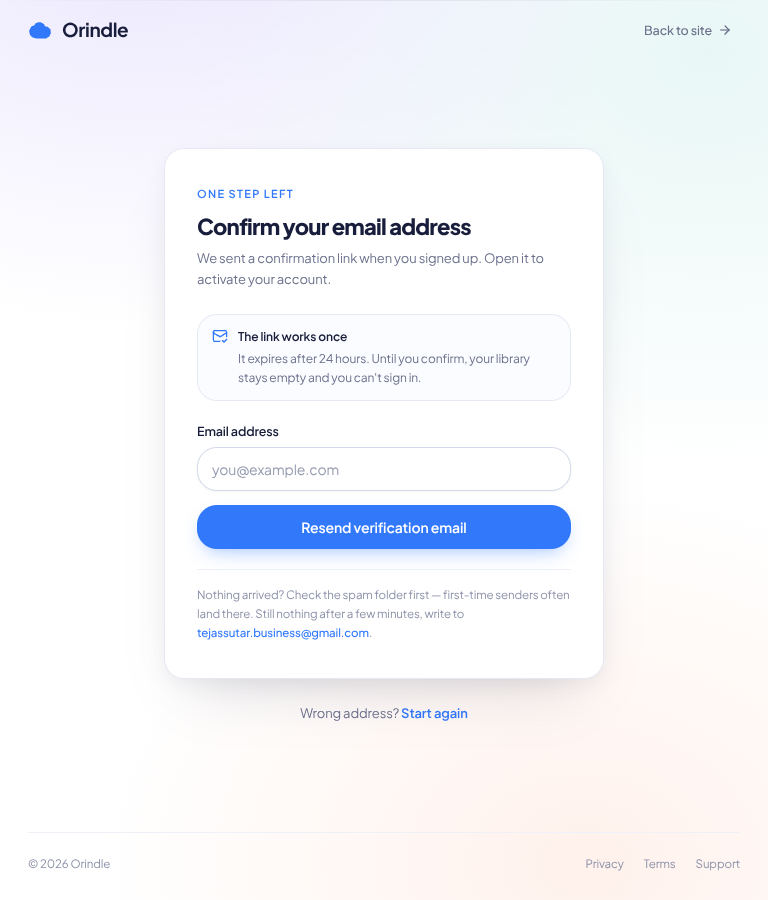 Orindle
Back to site
ONE STEP LEFT
Confirm your email address
We sent a confirmation link when you signed up. Open it to
activate your account.
The link works once
It expires after 24 hours. Until you confirm, your library
stays empty and you can't sign in.
Email address
you@example.com
Resend verification email
Nothing arrived? Check the spam folder first — first-time senders often
land there. Still nothing after a few minutes, write to
tejassutar.business@gmail.com.
Wrong address? Start again
© 2026 Orindle
Privacy Terms Support